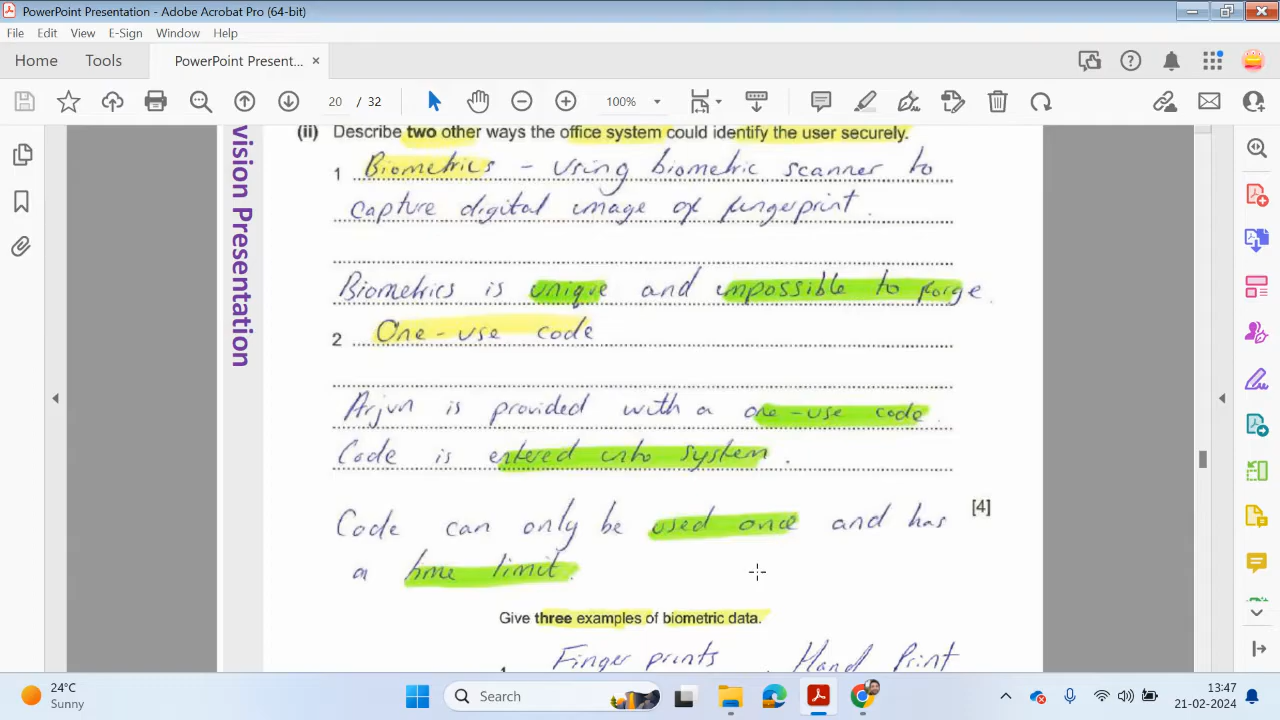 PowerPoint Presentation - Adobe Acrobat Pro (64-bit)
File Edit View E-Sign Window Help
Home Tools PowerPoint Present... ×
20 / 32 100%
vision Presentation
(ii) Describe two other ways the office system could identify the user securely.
1 Biometrics - using biometric scanner to
capture digital image of fingerprint.
Biometrics is unique and impossible to forge.
2 One-use code
Arjun is provided with a one-use code.
Code is entered into system.
Code can only be used once and has
[4]
a time limit.
Give three examples of biometric data.
1 Finger prints , Hand Print
24°C
Sunny
Search
13:47
21-02-2024